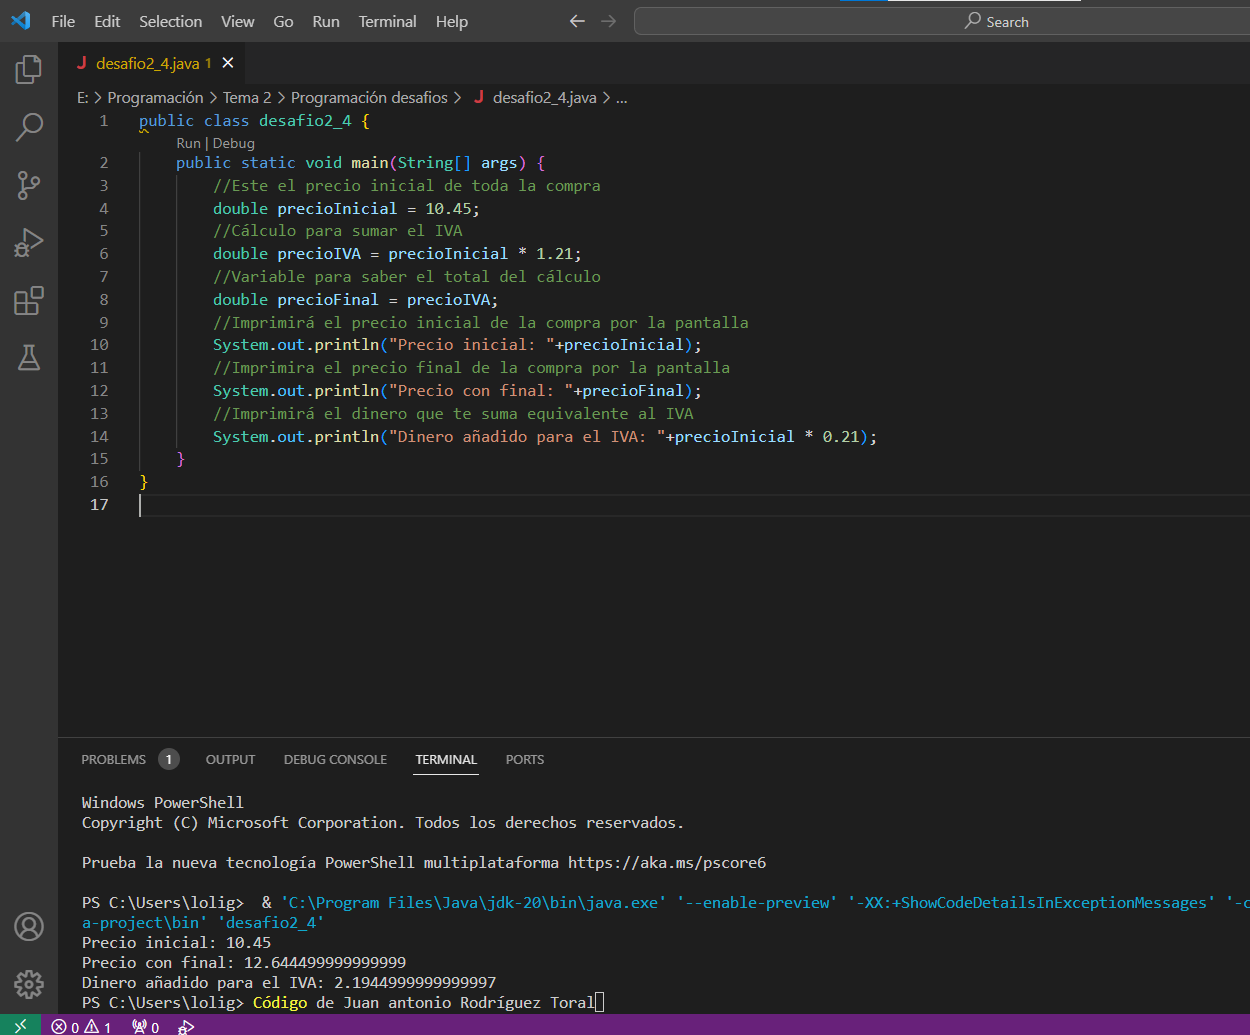 File Edit Selection View Go Run Terminal Help Search
J desafio2_4.java 1
E: > Programación > Tema 2 > Programación desafios > J desafio2_4.java > ...
1 public class desafio2_4 {
Run | Debug
2 public static void main(String[] args) {
3 //Este el precio inicial de toda la compra
4 double precioInicial = 10.45;
5 //Cálculo para sumar el IVA
6 double precioIVA = precioInicial * 1.21;
7 //Variable para saber el total del cálculo
8 double precioFinal = precioIVA;
9 //Imprimirá el precio inicial de la compra por la pantalla
10 System.out.println("Precio inicial: "+precioInicial);
11 //Imprimira el precio final de la compra por la pantalla
12 System.out.println("Precio con final: "+precioFinal);
13 //Imprimirá el dinero que te suma equivalente al IVA
14 System.out.println("Dinero añadido para el IVA: "+precioInicial * 0.21);
15 }
16 }
17
PROBLEMS 1 OUTPUT DEBUG CONSOLE TERMINAL PORTS
Windows PowerShell
Copyright (C) Microsoft Corporation. Todos los derechos reservados.
Prueba la nueva tecnología PowerShell multiplataforma https://aka.ms/pscore6
PS C:\Users\lolig> & 'C:\Program Files\Java\jdk-20\bin\java.exe' '--enable-preview' '-XX:+ShowCodeDetailsInExceptionMessages' '-c
a-project\bin' 'desafio2_4'
Precio inicial: 10.45
Precio con final: 12.644499999999999
Dinero añadido para el IVA: 2.1944999999999997
PS C:\Users\lolig> Código de Juan antonio Rodríguez Toral
0 1 0